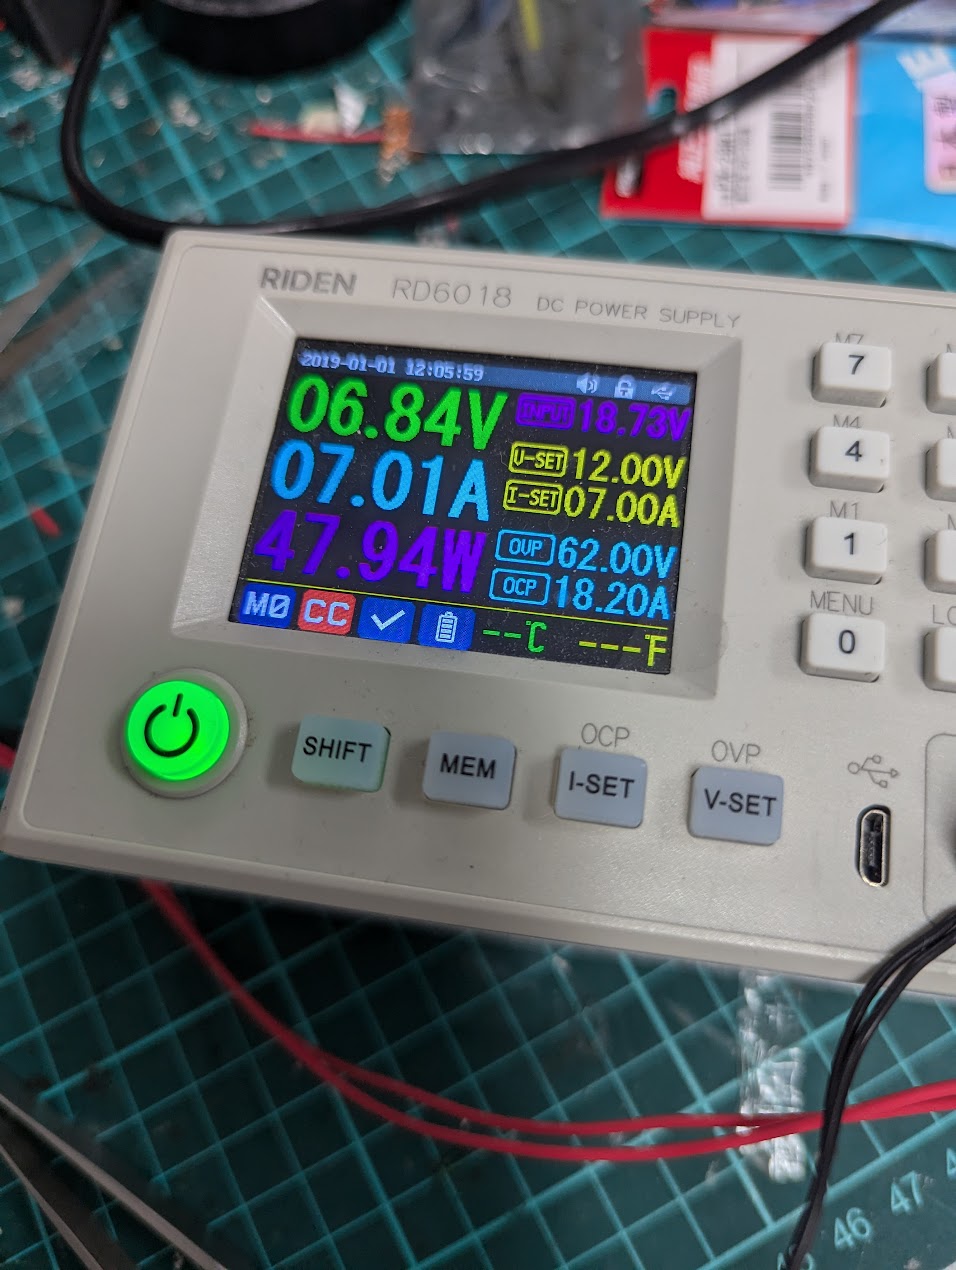 RIDEN RD6018 DC POWER SUPPLY
2019-01-01 12:05:59
06.84V
INPUT 18.73V
07.01A
V-SET 12.00V
I-SET 07.00A
47.94W
OVP 62.00V
OCP 18.20A
M0 CC --℃ ---℉
M7
7
M4
4
M1
1
MENU
0
SHIFT
MEM
OCP
I-SET
OVP
V-SET
46 47